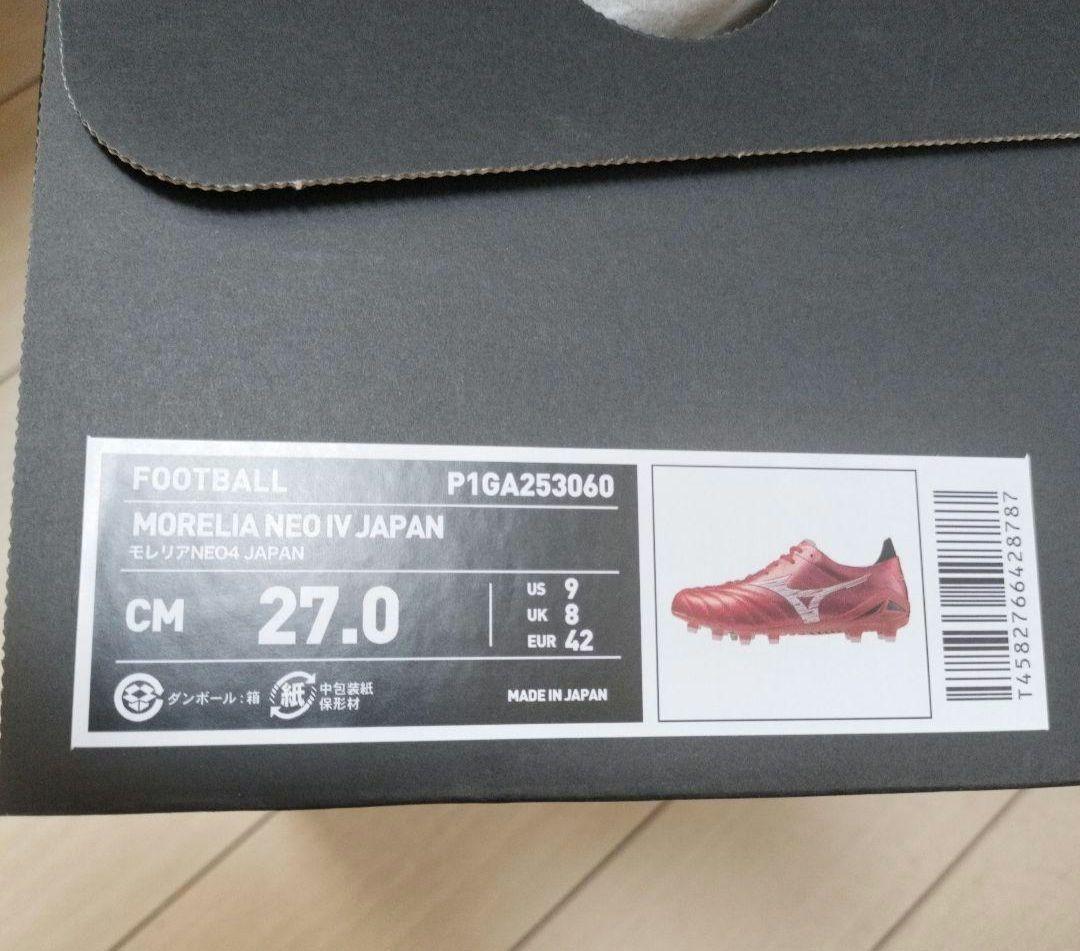 FOOTBALL P1GA253060
MORELIA NEO IV JAPAN
モレリアNEO4 JAPAN
CM 27.0
US 9
UK 8
EUR 42
ダンボール:箱
紙 中包装紙
保形材
MADE IN JAPAN
T4582766428787